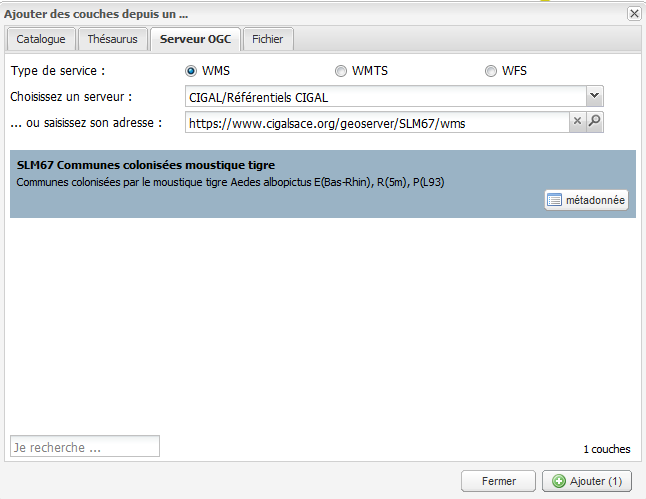 Ajouter des couches depuis un ...
Catalogue Thésaurus Serveur OGC Fichier
Type de service : WMS WMTS WFS
Choisissez un serveur : CIGAL/Référentiels CIGAL
... ou saisissez son adresse : https://www.cigalsace.org/geoserver/SLM67/wms
SLM67 Communes colonisées moustique tigre
Communes colonisées par le moustique tigre Aedes albopictus E(Bas-Rhin), R(5m), P(L93)
métadonnée
Je recherche ... 1 couches
Fermer Ajouter (1)